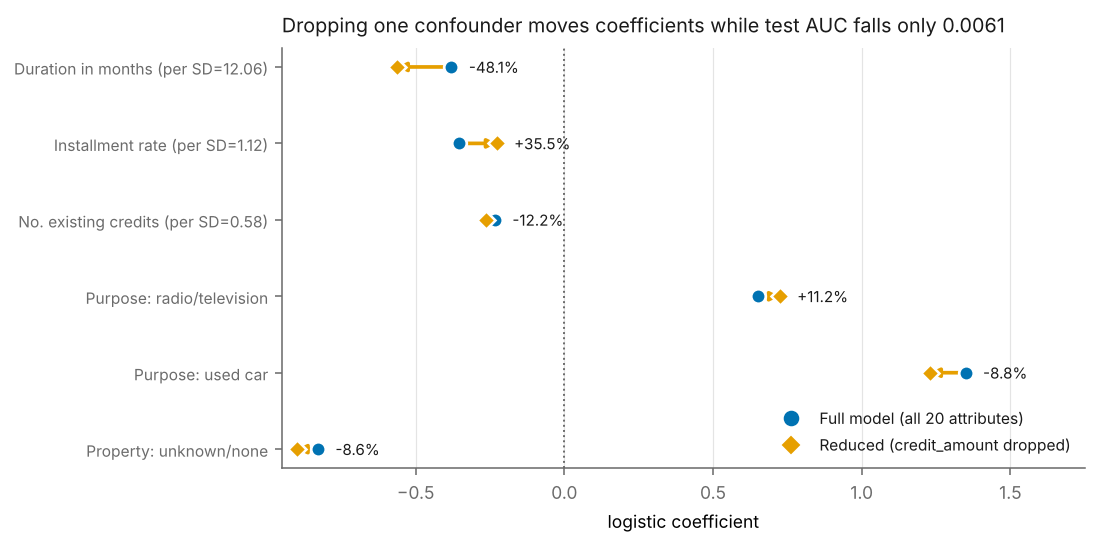 Dropping one confounder moves coefficients while test AUC falls only 0.0061
Duration in months (per SD=12.06)
-48.1%
Installment rate (per SD=1.12)
+35.5%
No. existing credits (per SD=0.58)
-12.2%
Purpose: radio/television
+11.2%
Purpose: used car
-8.8%
Full model (all 20 attributes)
Reduced (credit_amount dropped)
Property: unknown/none
-8.6%
−0.5
0.0
0.5
1.0
1.5
logistic coefficient